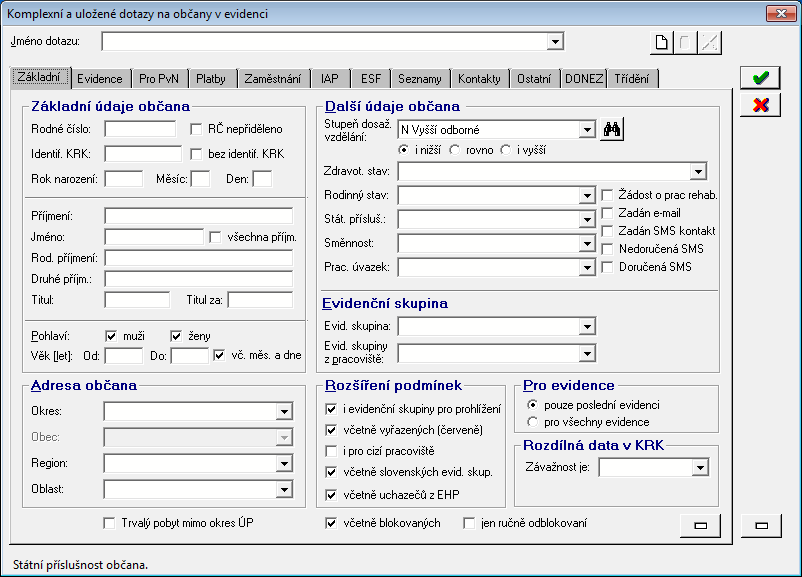 Komplexní a uložené dotazy na občany v evidenci
Jméno dotazu:
Základní Evidence Pro PvN Platby Zaměstnání IAP ESF Seznamy Kontakty Ostatní DONEZ Třídění
Základní údaje občana
Rodné číslo: RČ nepřiděleno
Identif. KRK: bez identif. KRK
Rok narození: Měsíc: Den:
Příjmení:
Jméno: všechna příjm.
Rod. příjmení:
Druhé příjm.:
Titul: Titul za:
Pohlaví: muži ženy
Věk [let]: Od: Do: vč. měs. a dne
Další údaje občana
Stupeň dosaž.
vzdělání: N Vyšší odborné
i nižší rovno i vyšší
Zdravot. stav:
Rodinný stav: Žádost o prac rehab.
Zadán e-mail
Stát. přísluš.:
Zadán SMS kontakt
Směnnost:
Nedoručená SMS
Prac. úvazek: Doručená SMS
Evidenční skupina
Evid. skupina:
Evid. skupiny
z pracoviště:
Adresa občana
Okres:
Obec:
Region:
Oblast:
Trvalý pobyt mimo okres ÚP
Rozšíření podmínek
i evidenční skupiny pro prohlížení
včetně vyřazených (červeně)
i pro cizí pracoviště
včetně slovenských evid. skup.
včetně uchazečů z EHP
včetně blokovaných jen ručně odblokovaní
Pro evidence
pouze poslední evidenci
pro všechny evidence
Rozdílná data v KRK
Závažnost je:
Státní příslušnost občana.